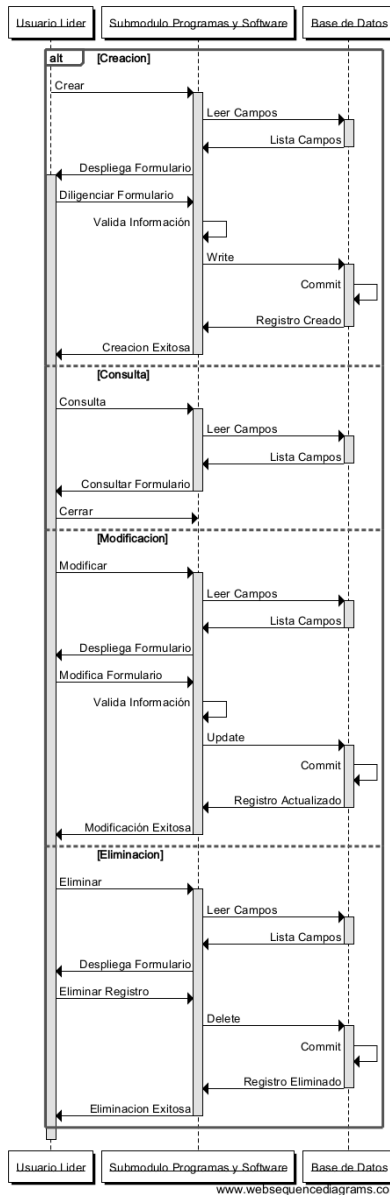 Usuario Lider
Submodulo Programas y Software
Base de Datos
alt [Creacion]
Crear
Leer Campos
Lista Campos
Despliega Formulario
Diligenciar Formulario
Valida Información
Write
Commit
Registro Creado
Creacion Exitosa
[Consulta]
Consulta
Leer Campos
Lista Campos
Consultar Formulario
Cerrar
[Modificacion]
Modificar
Leer Campos
Lista Campos
Despliega Formulario
Modifica Formulario
Valida Información
Update
Commit
Registro Actualizado
Modificación Exitosa
[Eliminacion]
Eliminar
Leer Campos
Lista Campos
Despliega Formulario
Eliminar Registro
Delete
Commit
Registro Eliminado
Eliminacion Exitosa
Usuario Lider
Submodulo Programas y Software
Base de Datos
www.websequencediagrams.co